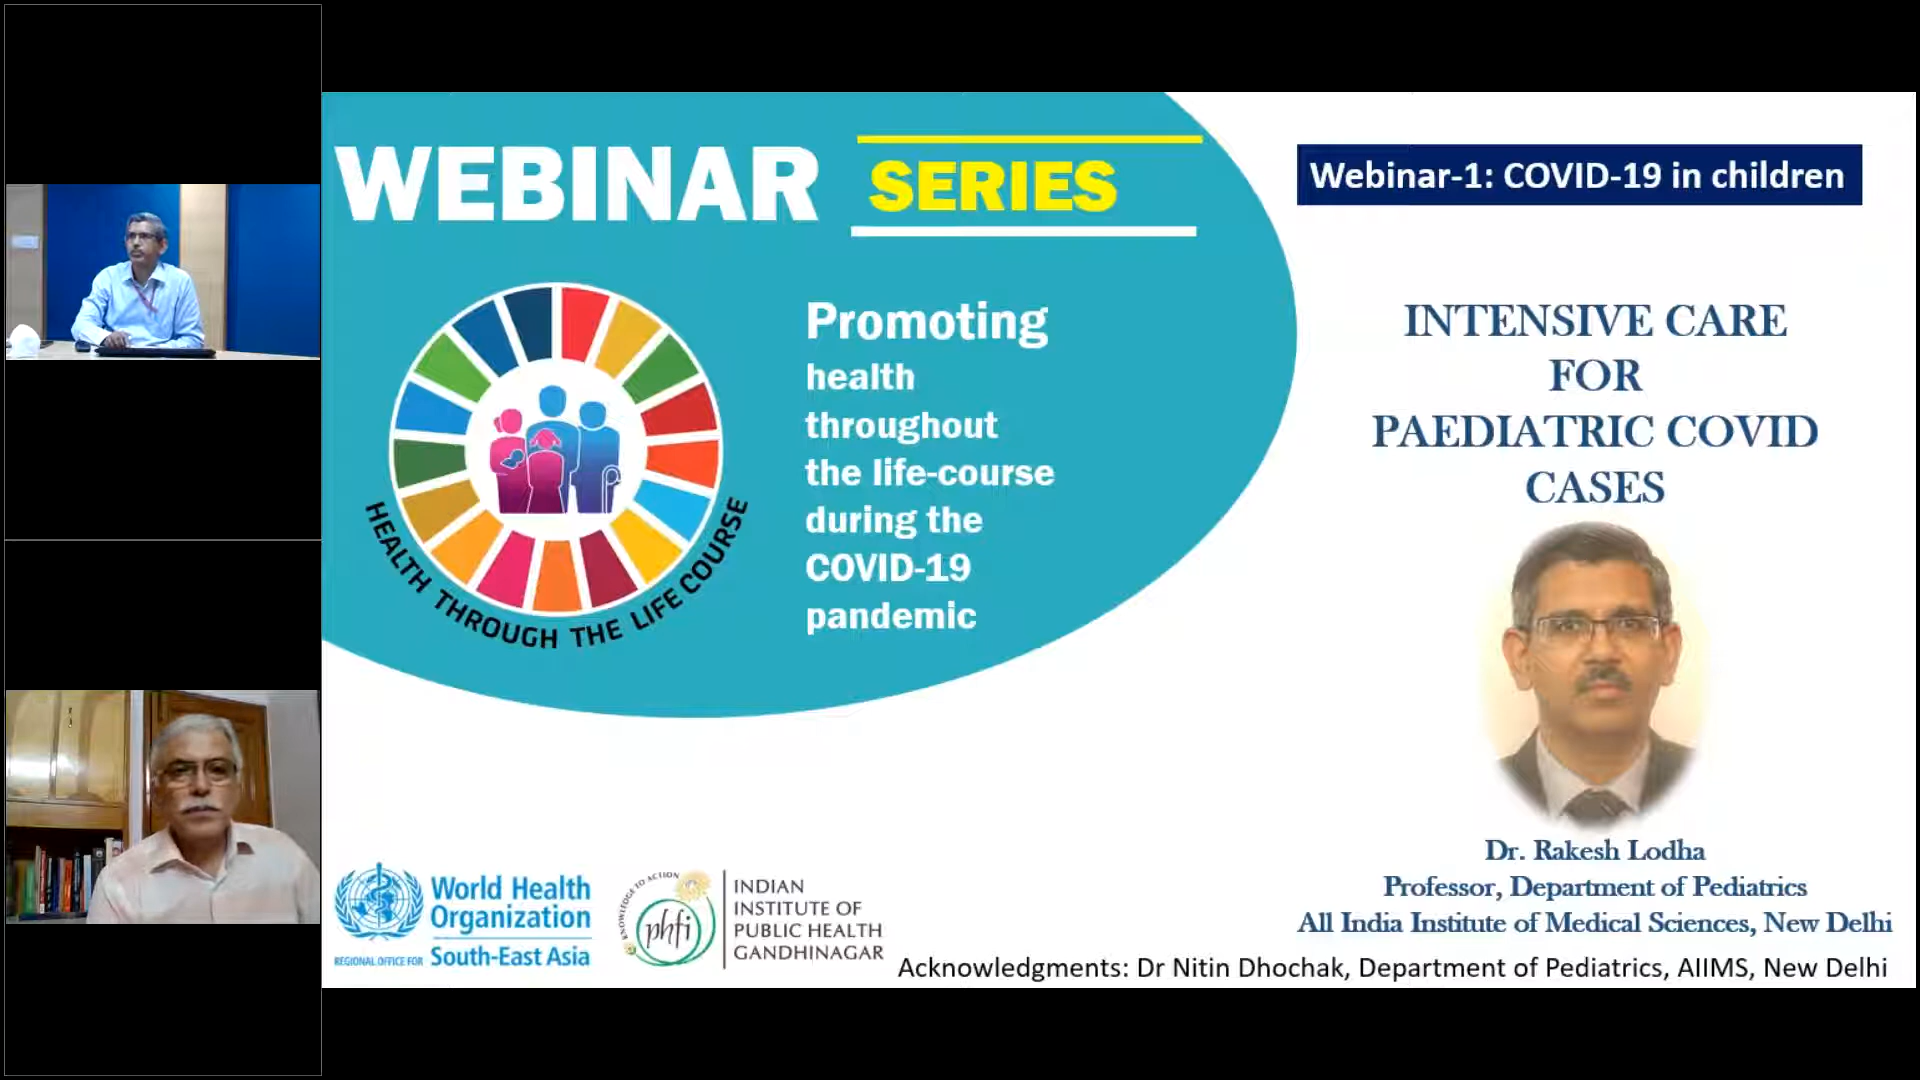 WEBINAR SERIES
Promoting
health
throughout
the life-course
during the
COVID-19
pandemic
HEALTH THROUGH THE LIFE COURSE
Webinar-1: COVID-19 in children
INTENSIVE CARE
FOR
PAEDIATRIC COVID
CASES
Dr. Rakesh Lodha
Professor, Department of Pediatrics
All India Institute of Medical Sciences, New Delhi
World Health
Organization
REGIONAL OFFICE FOR South-East Asia
KNOWLEDGE TO ACTION
phfi
INDIAN
INSTITUTE OF
PUBLIC HEALTH
GANDHINAGAR
Acknowledgments: Dr Nitin Dhochak, Department of Pediatrics, AIIMS, New Delhi